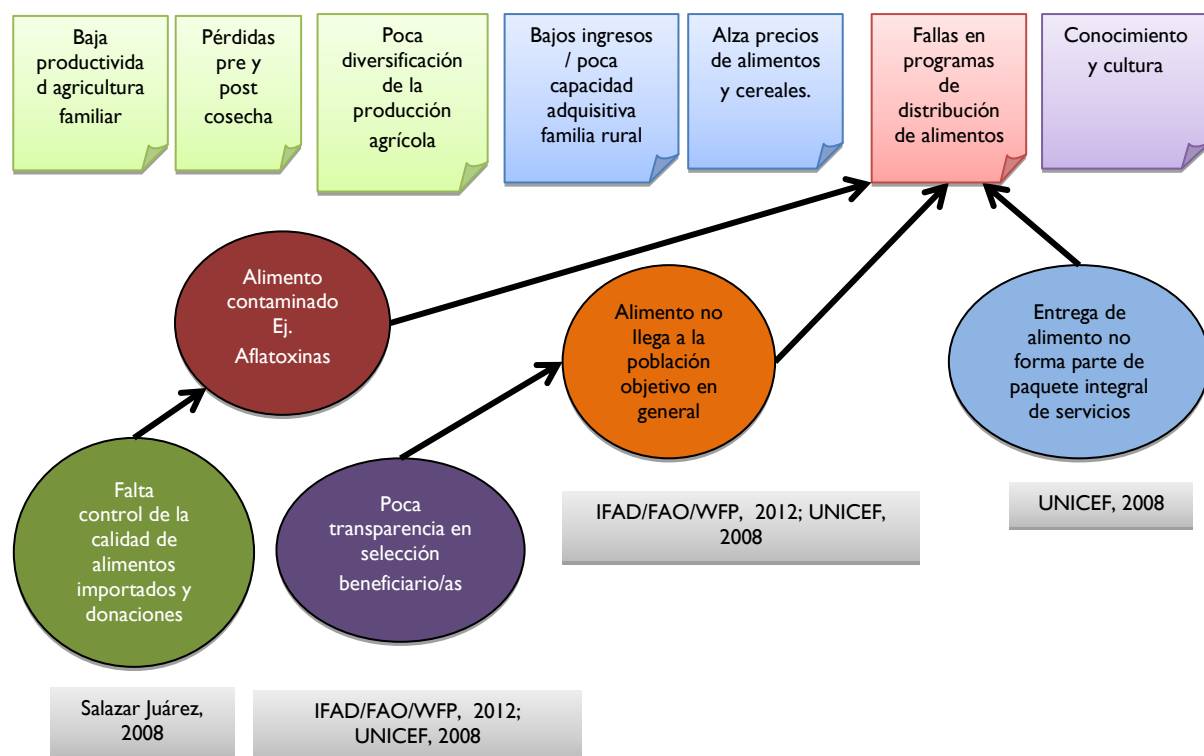 Baja
productivida
d agricultura
familiar
Pérdidas
pre y
post
cosecha
Poca
diversificación
de la
producción
agrícola
Bajos ingresos
/ poca
capacidad
adquisitiva
familia rural
Alza precios
de alimentos
y cereales.
Fallas en
programas
de
distribución
de alimentos
Conocimiento
y cultura
Alimento
contaminado
Ej.
Aflatoxinas
Alimento no
llega a la
población
objetivo en
general
Entrega de
alimento no
forma parte de
paquete integral
de servicios
Falta
control de la
calidad de
alimentos
importados y
donaciones
Poca
transparencia en
selección
beneficiario/as
IFAD/FAO/WFP, 2012; UNICEF,
2008
UNICEF, 2008
Salazar Juárez,
2008
IFAD/FAO/WFP, 2012;
UNICEF, 2008